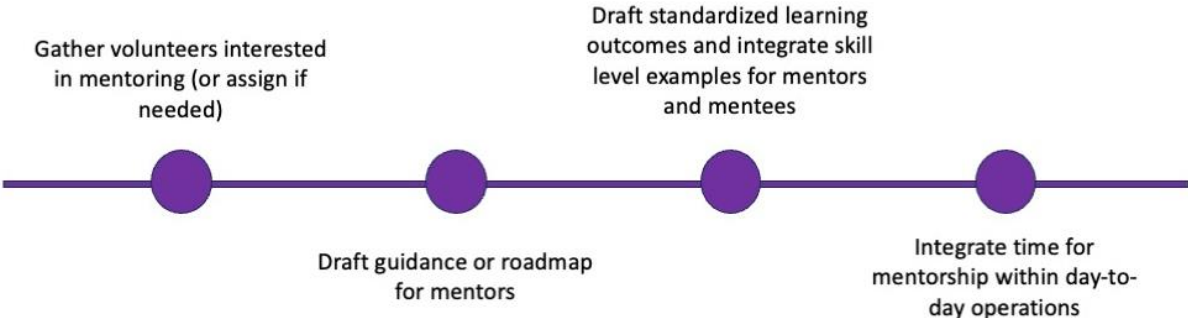 Gather volunteers interested
in mentoring (or assign if
needed)
Draft guidance or roadmap
for mentors
Draft standardized learning
outcomes and integrate skill
level examples for mentors
and mentees
Integrate time for
mentorship within day-to-
day operations